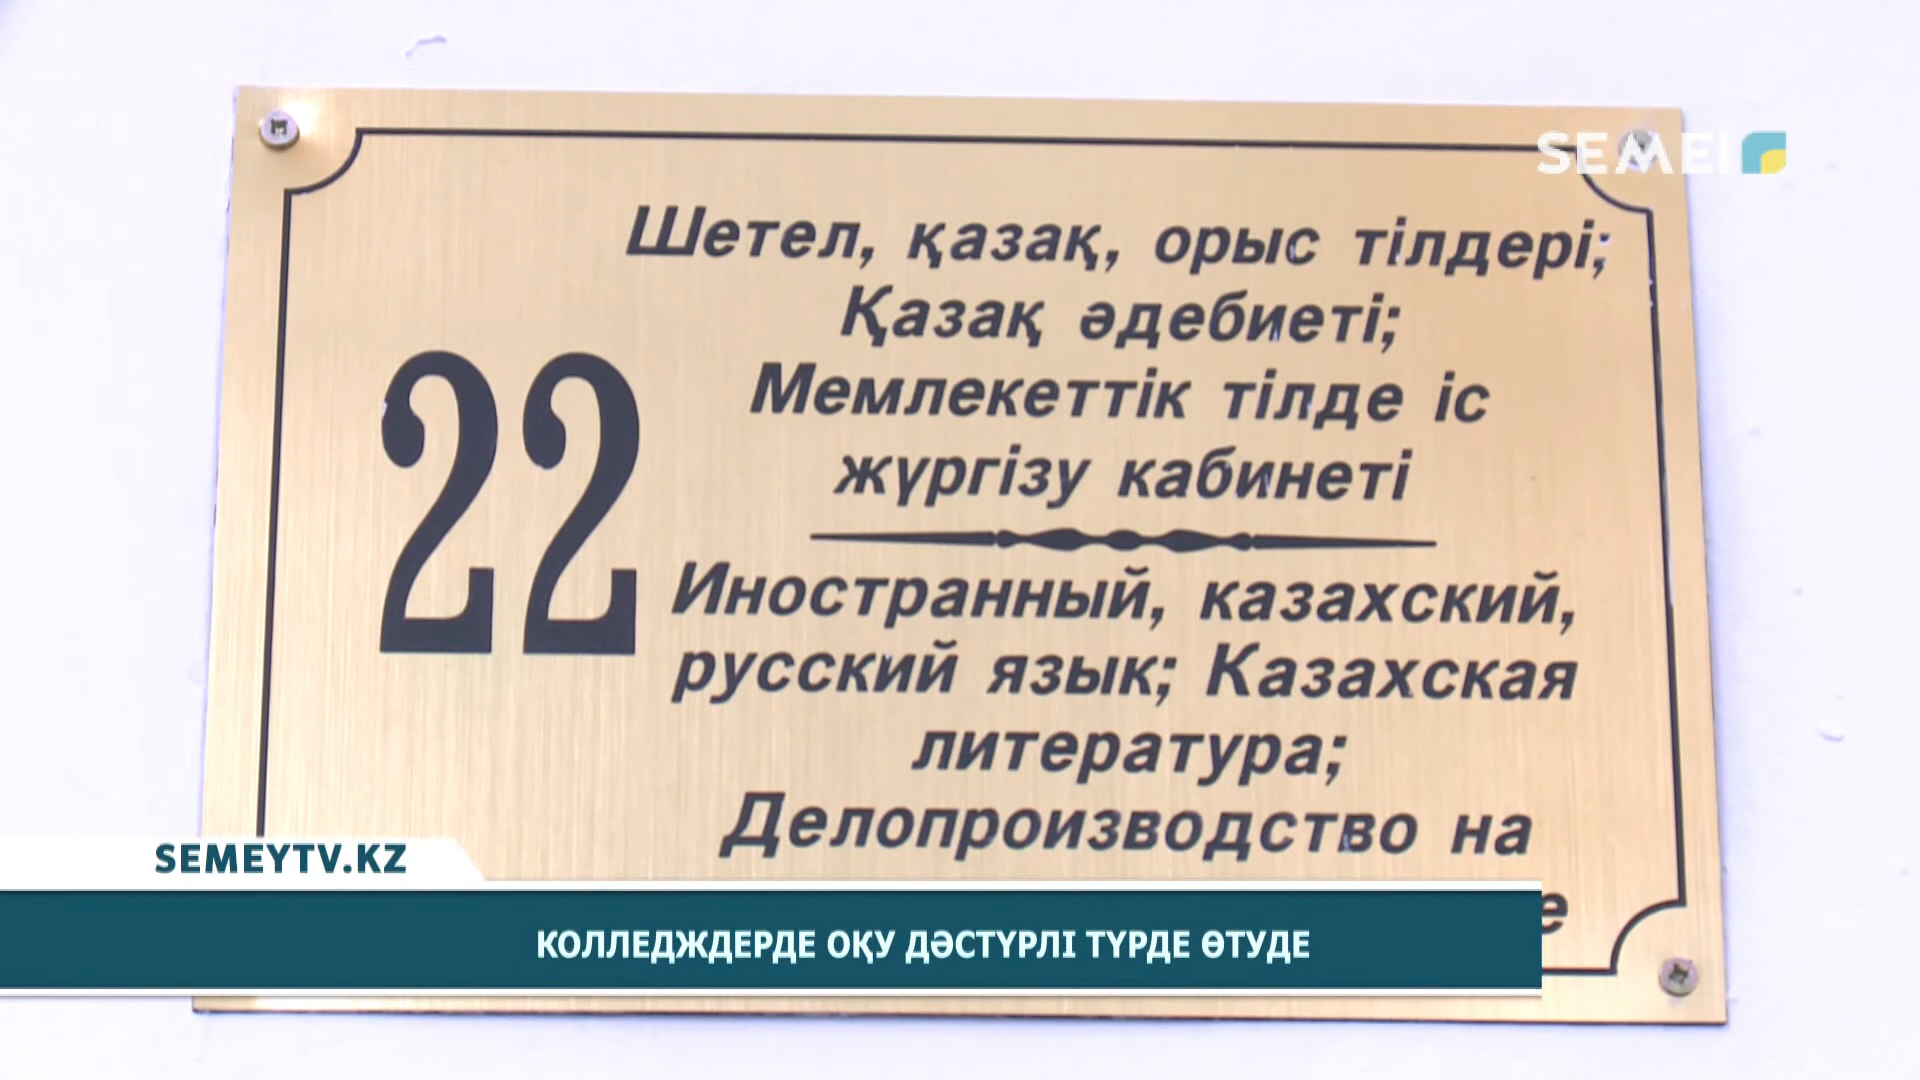 SEMEI
Шетел, қазақ, орыс тілдері;
Қазақ әдебиеті;
Мемлекеттік тілде іс
жүргізу кабинеті
22
Иностранный, казахский,
русский язык; Казахская
литература;
Делопроизводство на
SEMEYTV.KZ
КОЛЛЕДЖДЕРДЕ ОҚУ ДӘСТҮРЛІ ТҮРДЕ ӨТУДЕ